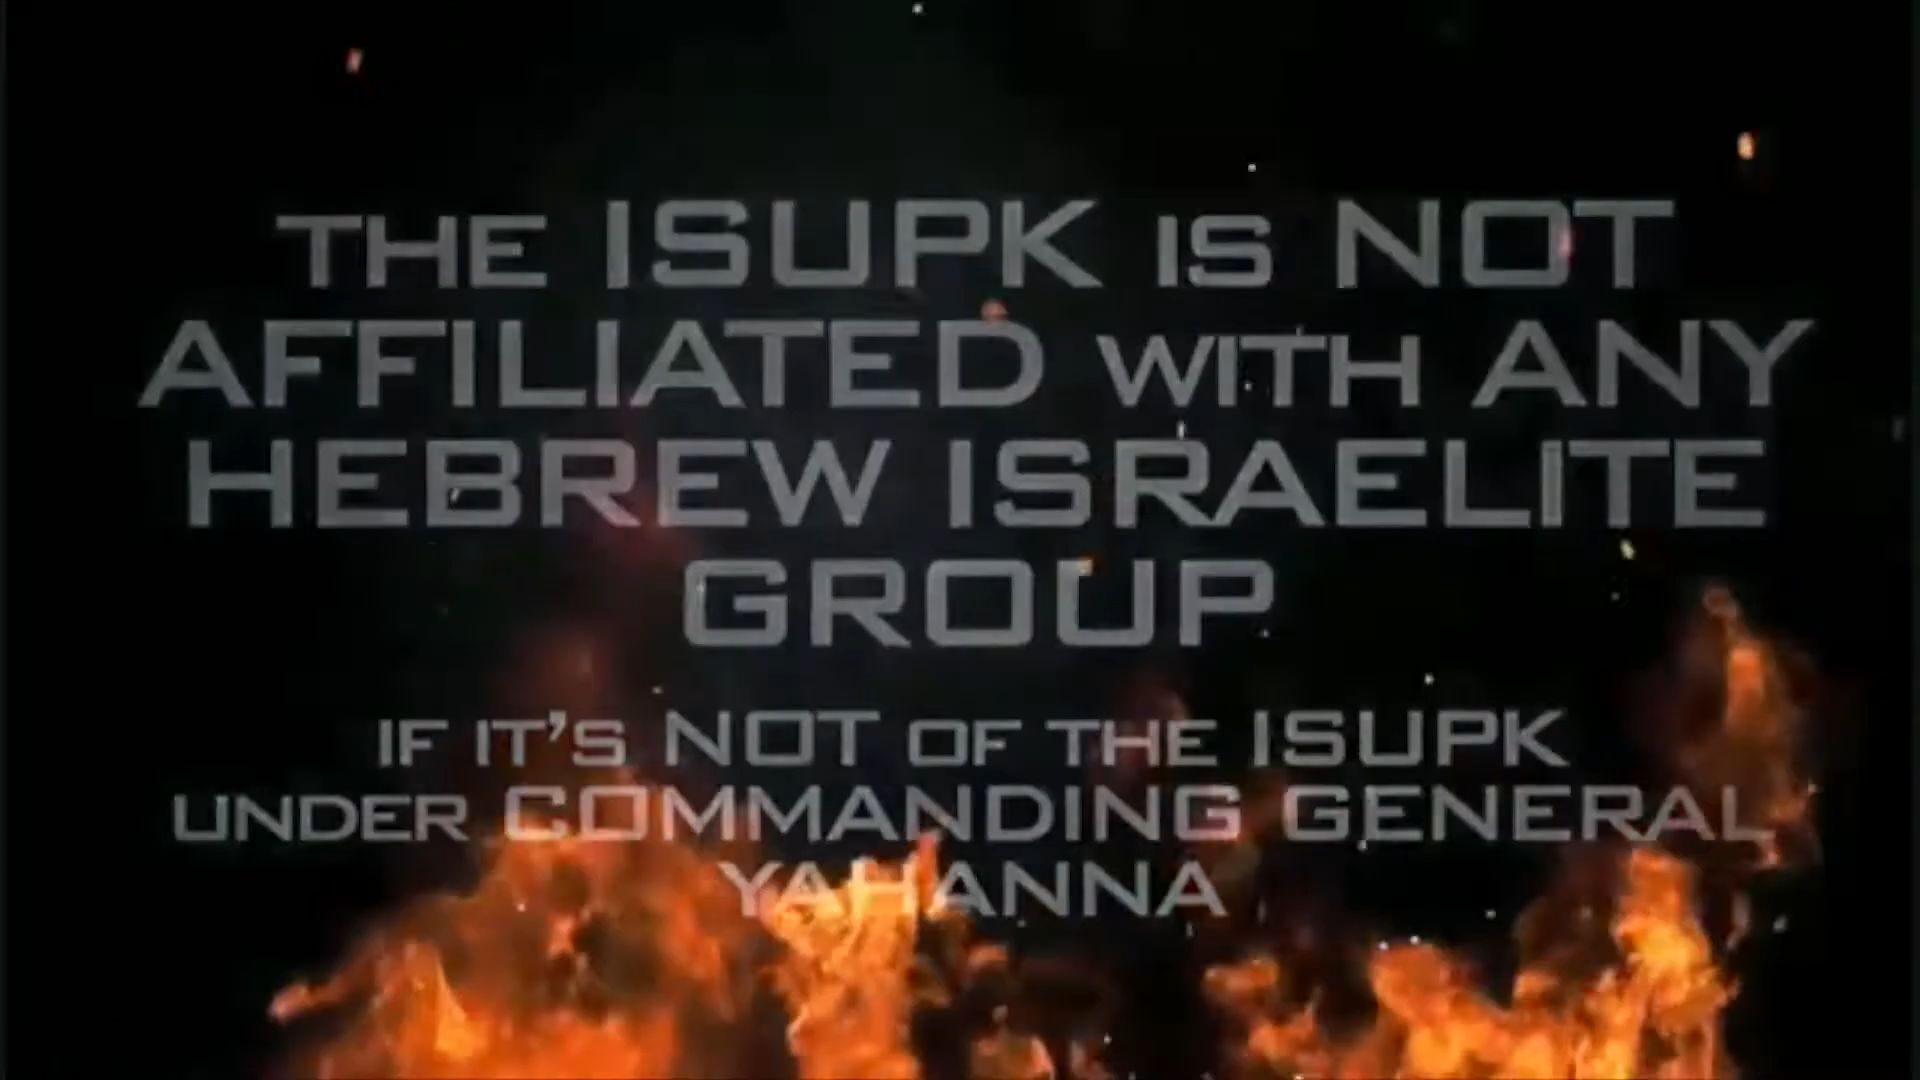 THE ISUPK IS NOT
AFFILIATED WITH ANY
HEBREW ISRAELITE
GROUP
IF IT'S NOT OF THE ISUPK
UNDER COMMANDING GENERAL
YAHANNA